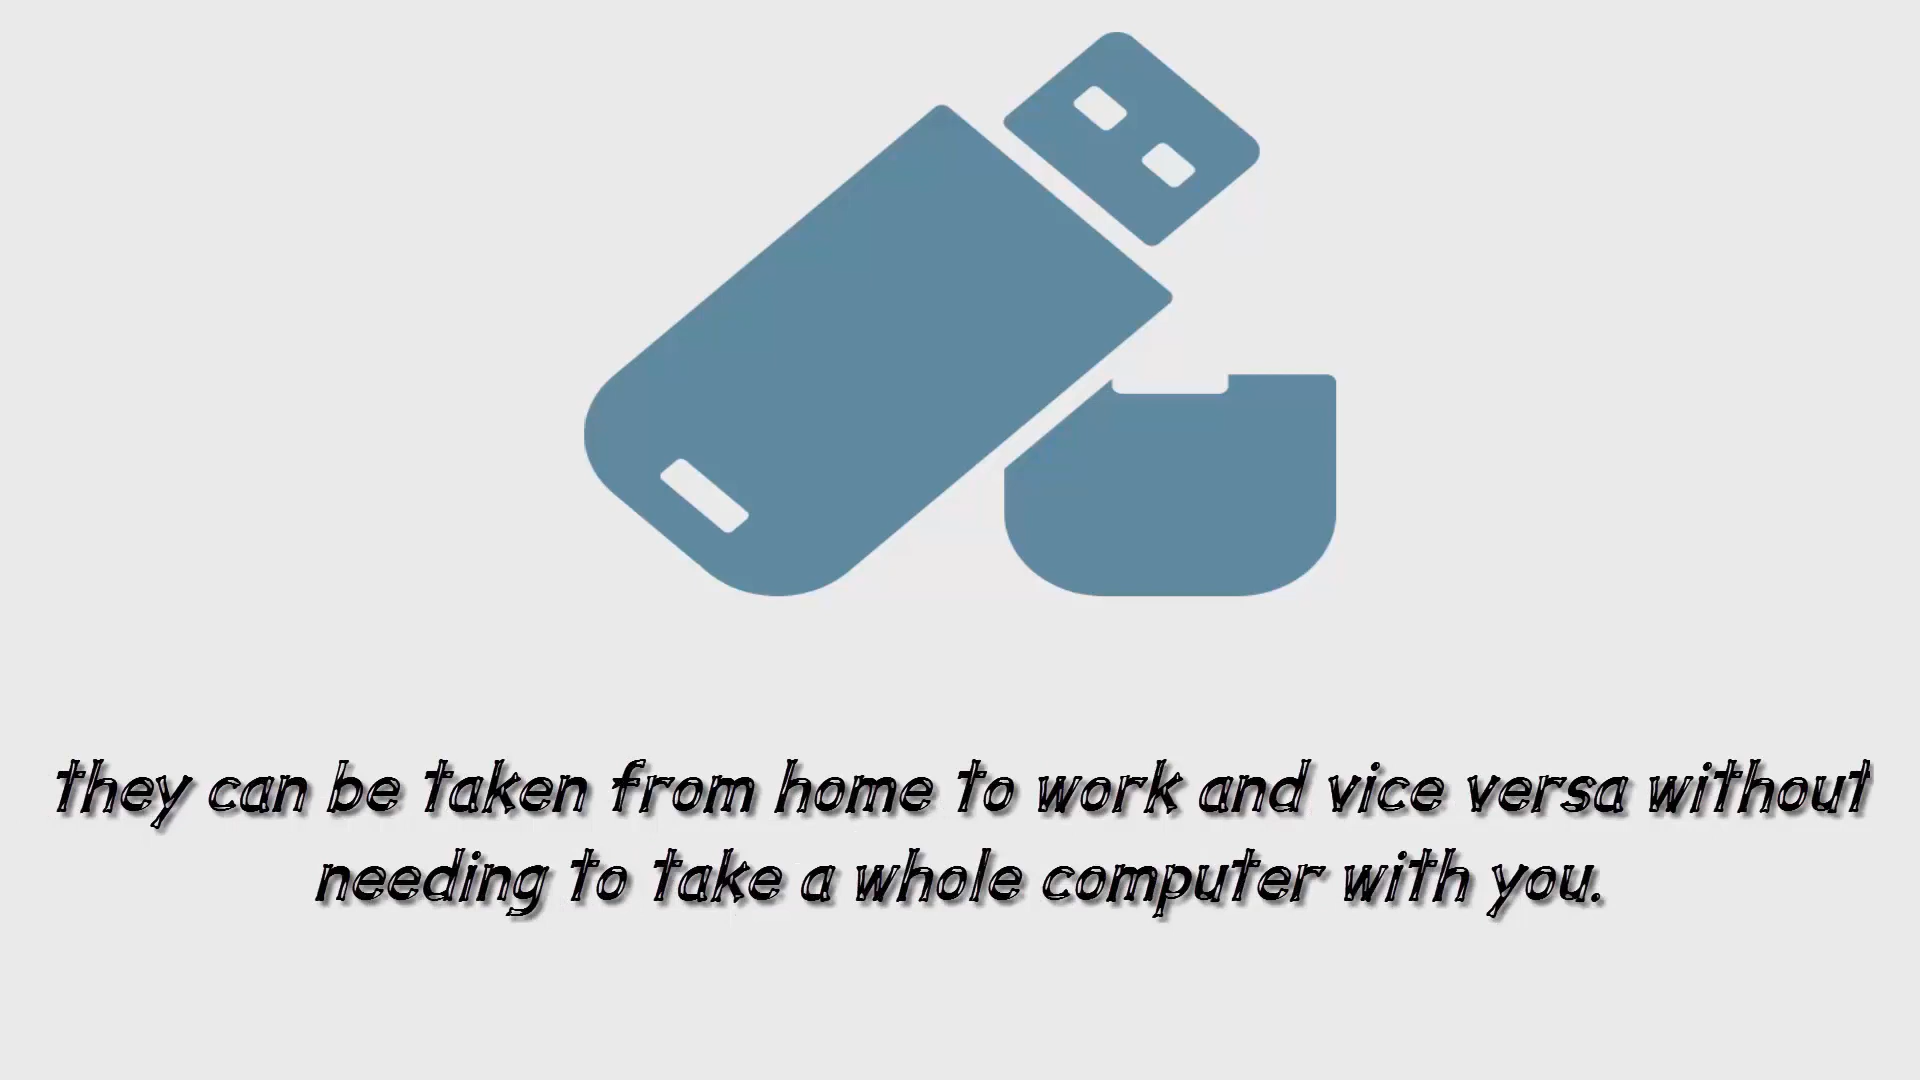 they can be taken from home to work and vice versa without
needing to take a whole computer with you.